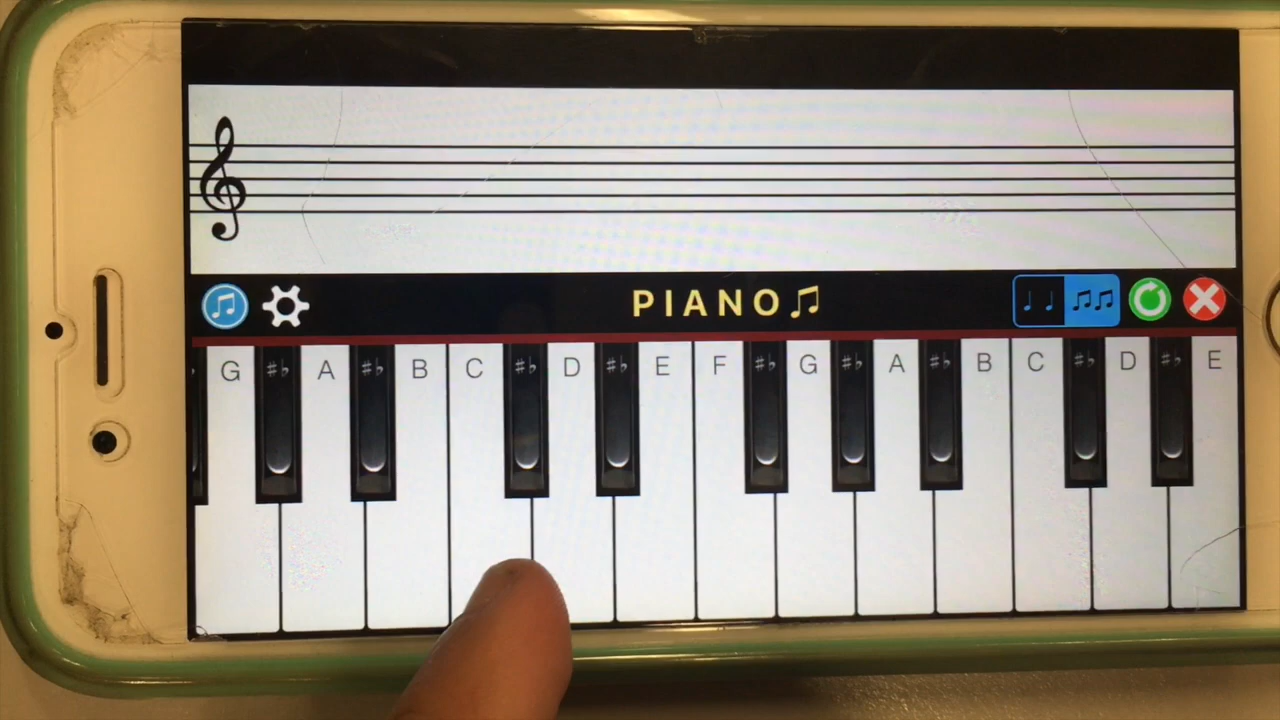 PIANO
G #♭ A #♭ B C #♭ D #♭ E F #♭ G #♭ A #♭ B C #♭ D #♭ E